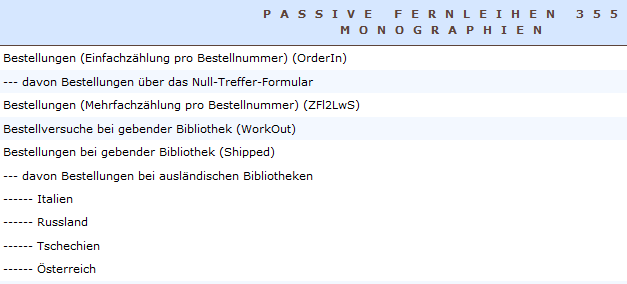 PASSIVE FERNLEIHEN 355
MONOGRAPHIEN
Bestellungen (Einfachzählung pro Bestellnummer) (OrderIn)
--- davon Bestellungen über das Null-Treffer-Formular
Bestellungen (Mehrfachzählung pro Bestellnummer) (ZFl2LwS)
Bestellversuche bei gebender Bibliothek (WorkOut)
Bestellungen bei gebender Bibliothek (Shipped)
--- davon Bestellungen bei ausländischen Bibliotheken
------ Italien
------ Russland
------ Tschechien
------ Österreich